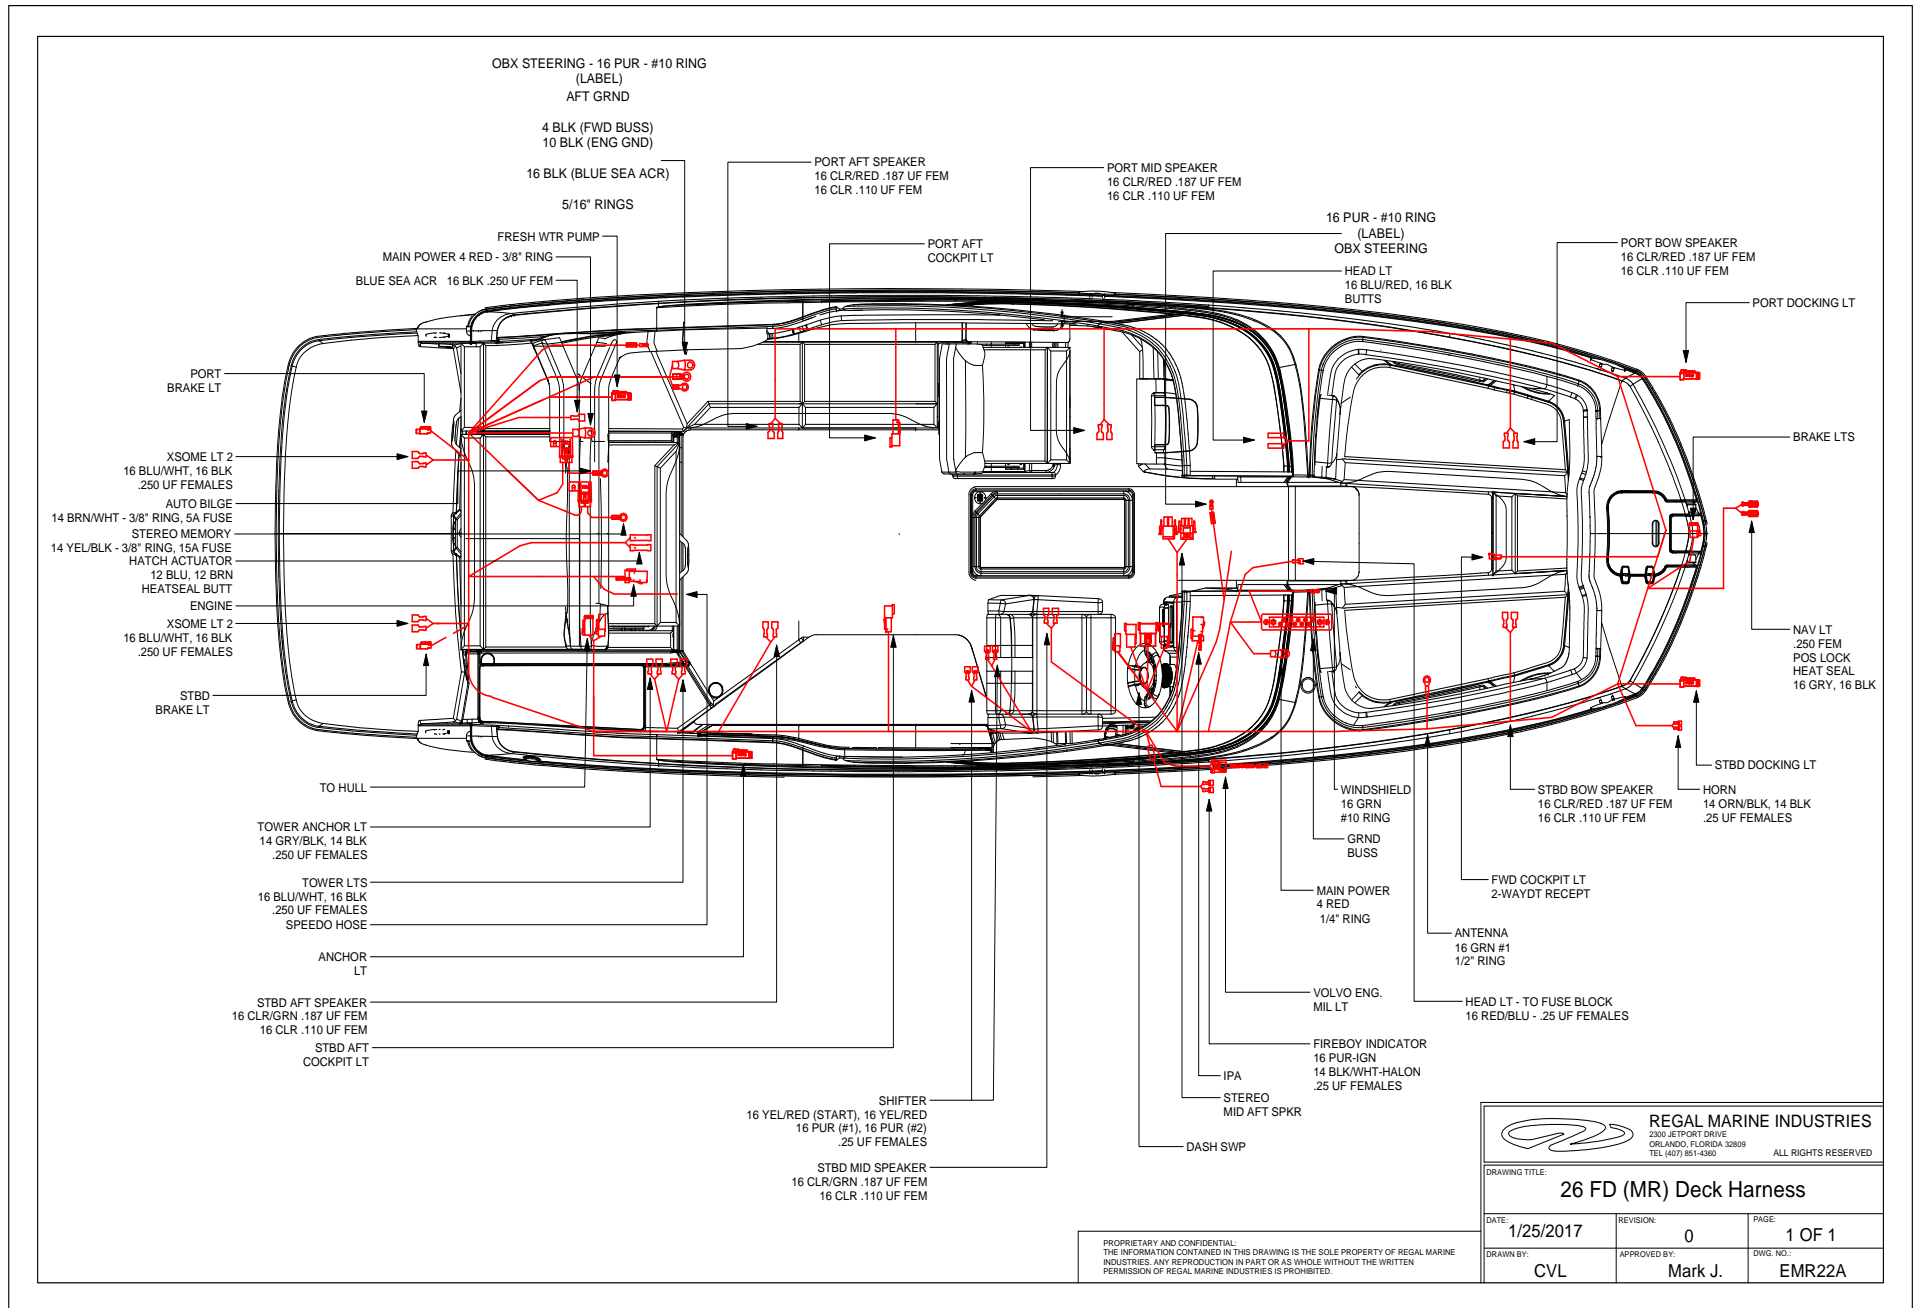 OBX STEERING - 16 PUR - #10 RING
(LABEL)
AFT GRND
4 BLK (FWD BUSS)
10 BLK (ENG GND)
16 BLK (BLUE SEA ACR)
5/16" RINGS
FRESH WTR PUMP
MAIN POWER 4 RED - 3/8" RING
BLUE SEA ACR 16 BLK .250 UF FEM
PORT AFT SPEAKER
16 CLR/RED .187 UF FEM
16 CLR .110 UF FEM
PORT AFT
COCKPIT LT
PORT MID SPEAKER
16 CLR/RED .187 UF FEM
16 CLR .110 UF FEM
16 PUR - #10 RING
(LABEL)
OBX STEERING
HEAD LT
16 BLU/RED, 16 BLK
BUTTS
PORT BOW SPEAKER
16 CLR/RED .187 UF FEM
16 CLR .110 UF FEM
PORT DOCKING LT
BRAKE LTS
NAV LT
.250 FEM
POS LOCK
HEAT SEAL
16 GRY, 16 BLK
PORT
BRAKE LT
XSOME LT 2
16 BLU/WHT, 16 BLK
.250 UF FEMALES
AUTO BILGE
14 BRN/WHT - 3/8" RING, 5A FUSE
STEREO MEMORY
14 YEL/BLK - 3/8" RING, 15A FUSE
HATCH ACTUATOR
12 BLU, 12 BRN
HEATSEAL BUTT
ENGINE
XSOME LT 2
16 BLU/WHT, 16 BLK
.250 UF FEMALES
STBD
BRAKE LT
TO HULL
TOWER ANCHOR LT
14 GRY/BLK, 14 BLK
.250 UF FEMALES
TOWER LTS
16 BLU/WHT, 16 BLK
.250 UF FEMALES
SPEEDO HOSE
ANCHOR
LT
STBD AFT SPEAKER
16 CLR/GRN .187 UF FEM
16 CLR .110 UF FEM
STBD AFT
COCKPIT LT
SHIFTER
16 YEL/RED (START), 16 YEL/RED
16 PUR (#1), 16 PUR (#2)
.25 UF FEMALES
STBD MID SPEAKER
16 CLR/GRN .187 UF FEM
16 CLR .110 UF FEM
DASH SWP
STEREO
MID AFT SPKR
IPA
FIREBOY INDICATOR
16 PUR-IGN
14 BLK/WHT-HALON
.25 UF FEMALES
VOLVO ENG.
MIL LT
MAIN POWER
4 RED
1/4" RING
GRND
BUSS
WINDSHIELD
16 GRN
#10 RING
HEAD LT - TO FUSE BLOCK
16 RED/BLU - .25 UF FEMALES
ANTENNA
16 GRN #1
1/2" RING
FWD COCKPIT LT
2-WAYDT RECEPT
STBD BOW SPEAKER
16 CLR/RED .187 UF FEM
16 CLR .110 UF FEM
HORN
14 ORN/BLK, 14 BLK
.25 UF FEMALES
STBD DOCKING LT
REGAL MARINE INDUSTRIES
2300 JETPORT DRIVE
ORLANDO, FLORIDA 32809
TEL (407) 851-4360
ALL RIGHTS RESERVED
DRAWING TITLE:
26 FD (MR) Deck Harness
DATE:
1/25/2017
REVISION:
0
PAGE:
1 OF 1
DRAWN BY:
CVL
APPROVED BY:
Mark J.
DWG. NO.:
EMR22A
PROPRIETARY AND CONFIDENTIAL:
THE INFORMATION CONTAINED IN THIS DRAWING IS THE SOLE PROPERTY OF REGAL MARINE
INDUSTRIES. ANY REPRODUCTION IN PART OR AS WHOLE WITHOUT THE WRITTEN
PERMISSION OF REGAL MARINE INDUSTRIES IS PROHIBITED.